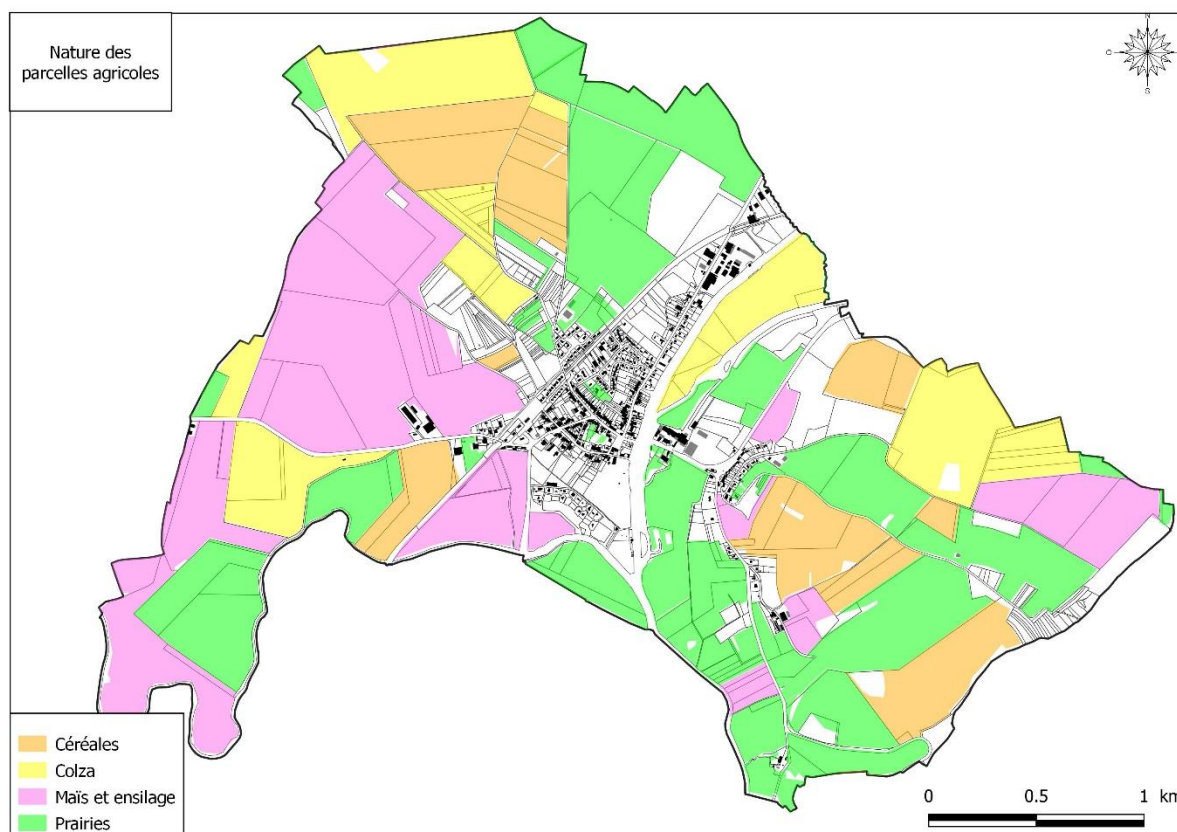 Nature des
parcelles agricoles
N
O
E
S
Céréales
Colza
Maïs et ensilage
Prairies
0 0.5 1 km